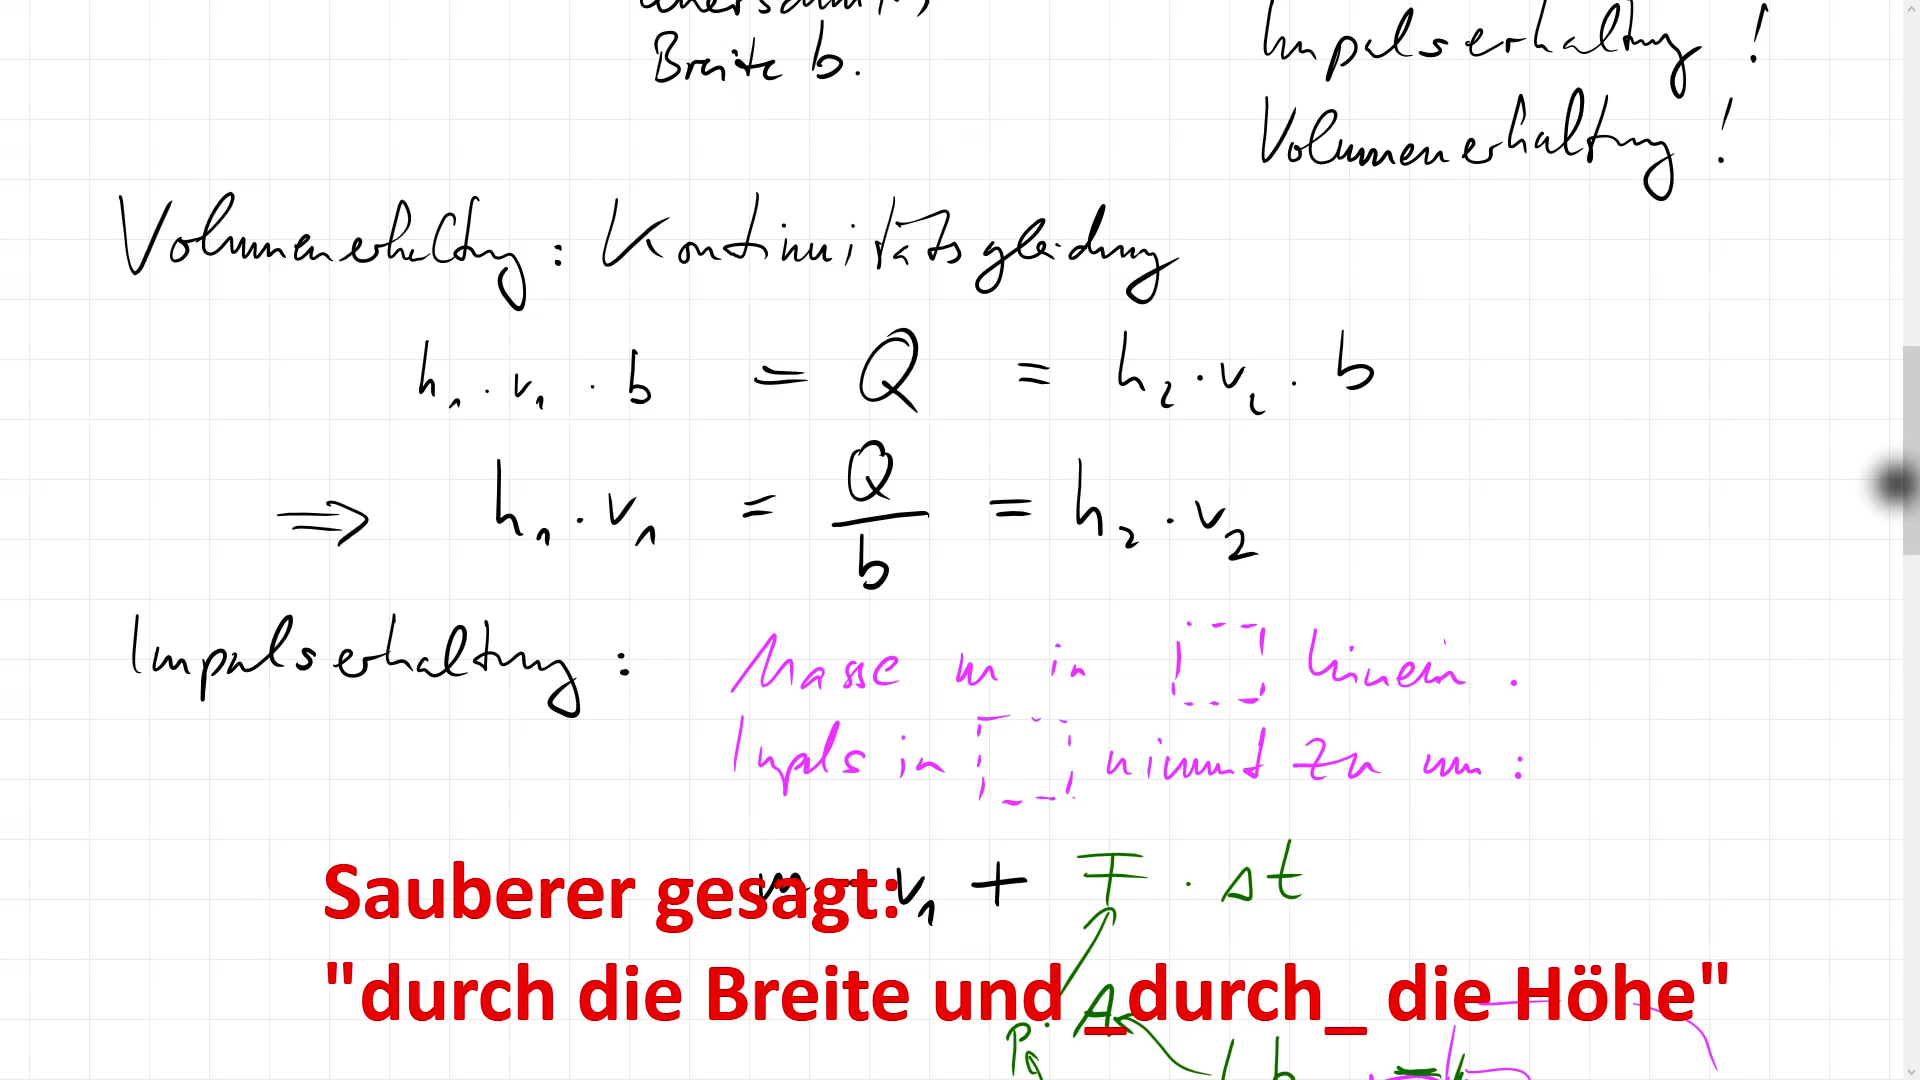 Breite b.
Impulserhaltung !
Volumenerhaltung !
Volumenerhaltung : Kontinuitätsgleichung
h₁ · v₁ · b = Q = h₂ · v₂ · b
⇒ h₁ · v₁ = Q/b = h₂ · v₂
Impulserhaltung :
Masse m in hinein .
Impuls in nimmt zu um :
v₁ + F · Δt
Sauberer gesagt:
"durch die Breite und _durch_ die Höhe"
A